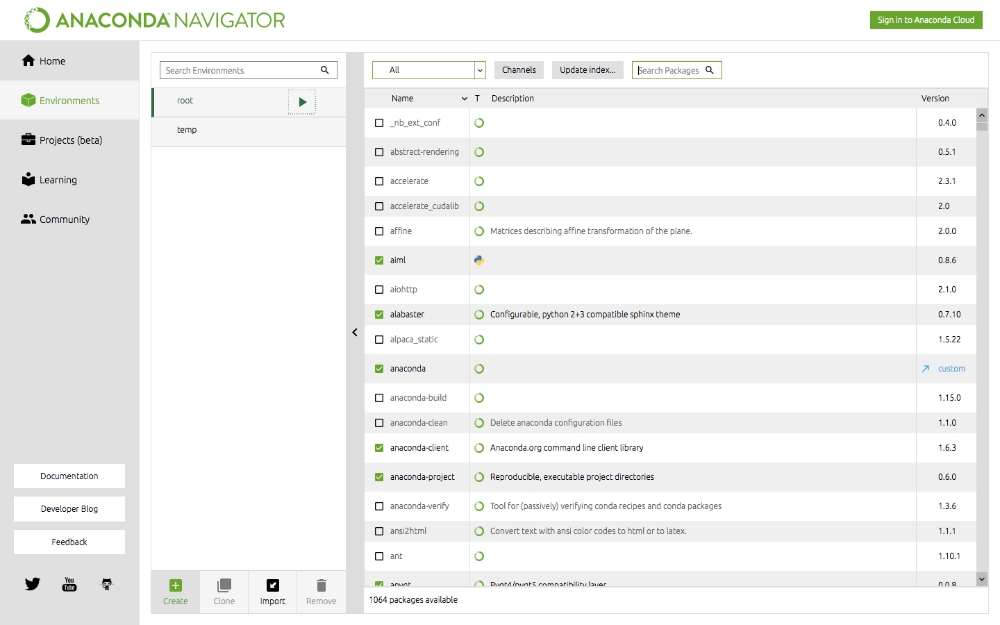 ANACONDA NAVIGATOR
Sign in to Anaconda Cloud
Home
Environments
Projects (beta)
Learning
Community
Documentation
Developer Blog
Feedback
You
Tube
Search Environments
root
temp
Create
Clone
Import
Remove
All
Channels
Update index...
Search Packages
Name T Description Version
_nb_ext_conf 0.4.0
abstract-rendering 0.5.1
accelerate 2.3.1
accelerate_cudalib 2.0
affine Matrices describing affine transformation of the plane. 2.0.0
aiml 0.8.6
aiohttp 2.1.0
alabaster Configurable, python 2+3 compatible sphinx theme 0.7.10
alpaca_static 1.5.22
anaconda custom
anaconda-build 1.15.0
anaconda-clean Delete anaconda configuration files 1.1.0
anaconda-client Anaconda.org command line client library 1.6.3
anaconda-project Reproducible, executable project directories 0.6.0
anaconda-verify Tool for (passively) verifying conda recipes and conda packages 1.3.6
ansi2html Convert text with ansi color codes to html or to latex. 1.1.1
ant 1.10.1
anyqt Pyqt4/pyqt5 compatibility layer. 0.0.8
1064 packages available